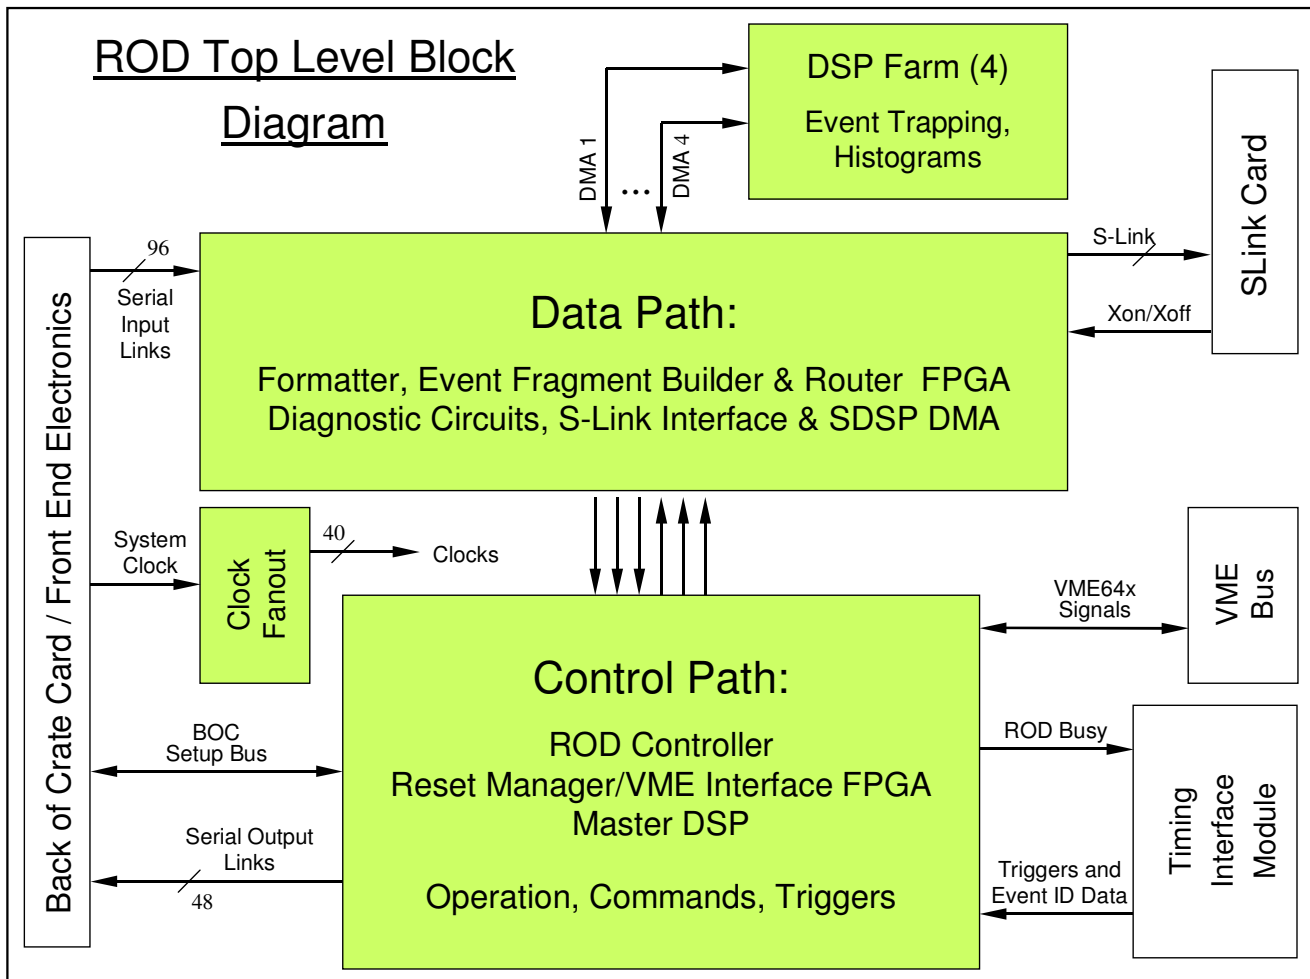 ROD Top Level Block
Diagram
DSP Farm (4)
Event Trapping,
Histograms
DMA 1
...
DMA 4
SLink Card
S-Link
Xon/Xoff
Back of Crate Card / Front End Electronics
96
Serial
Input
Links
Data Path:
Formatter, Event Fragment Builder & Router FPGA
Diagnostic Circuits, S-Link Interface & SDSP DMA
System
Clock
Clock
Fanout
40
Clocks
VME64x
Signals
VME
Bus
Control Path:
ROD Controller
Reset Manager/VME Interface FPGA
Master DSP
Operation, Commands, Triggers
BOC
Setup Bus
Serial Output
Links
48
ROD Busy
Triggers and
Event ID Data
Timing
Interface
Module